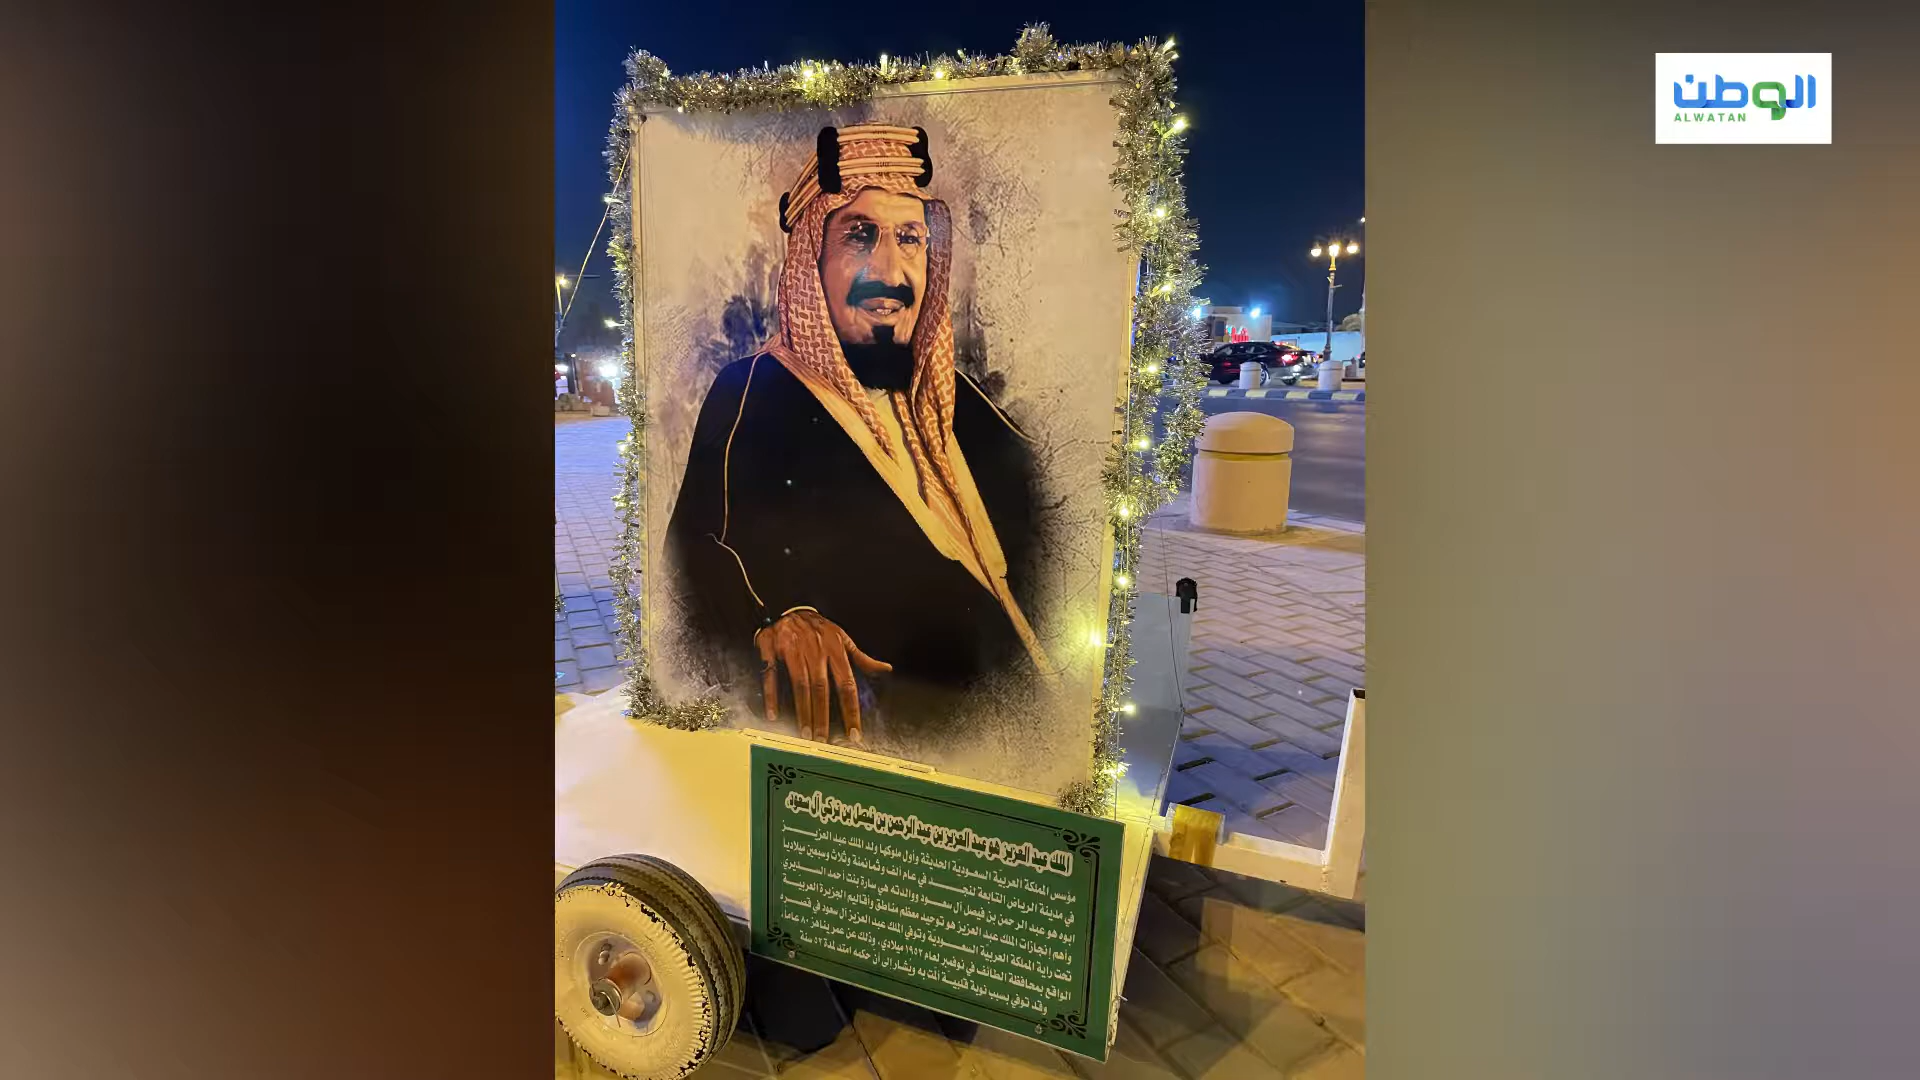 الوطن
ALWATAN
الملك عبد العزيز هو عبد العزيز بن عبد الرحمن بن فيصل بن تركي آل سعود.
مؤسس المملكة العربية السعودية الحديثة وأول ملوكها ولد الملك عبد العزيز
في مدينة الرياض التابعة لنجد في عام ألف وثمانمئة وثلاث وسبعين ميلاديا
ابوه هو عبد الرحمن بن فيصل آل سعود ووالدته هي سارة بنت أحمد السديري
وأهم إنجازات الملك عبد العزيز هو توحيد معظم مناطق وأقاليم الجزيرة العربية
تحت راية المملكة العربية السعودية وتوفي الملك عبد العزيز آل سعود في قصره
الواقع بمحافظة الطائف في نوفمبر لعام ١٩٥٣ ميلادي، وذلك عن عمر يناهز ٨٠ عاماً،
وقد توفي بسبب نوبة قلبية ألمت به ويشار إلى أن حكمه امتد لمدة ٥٢ سنة